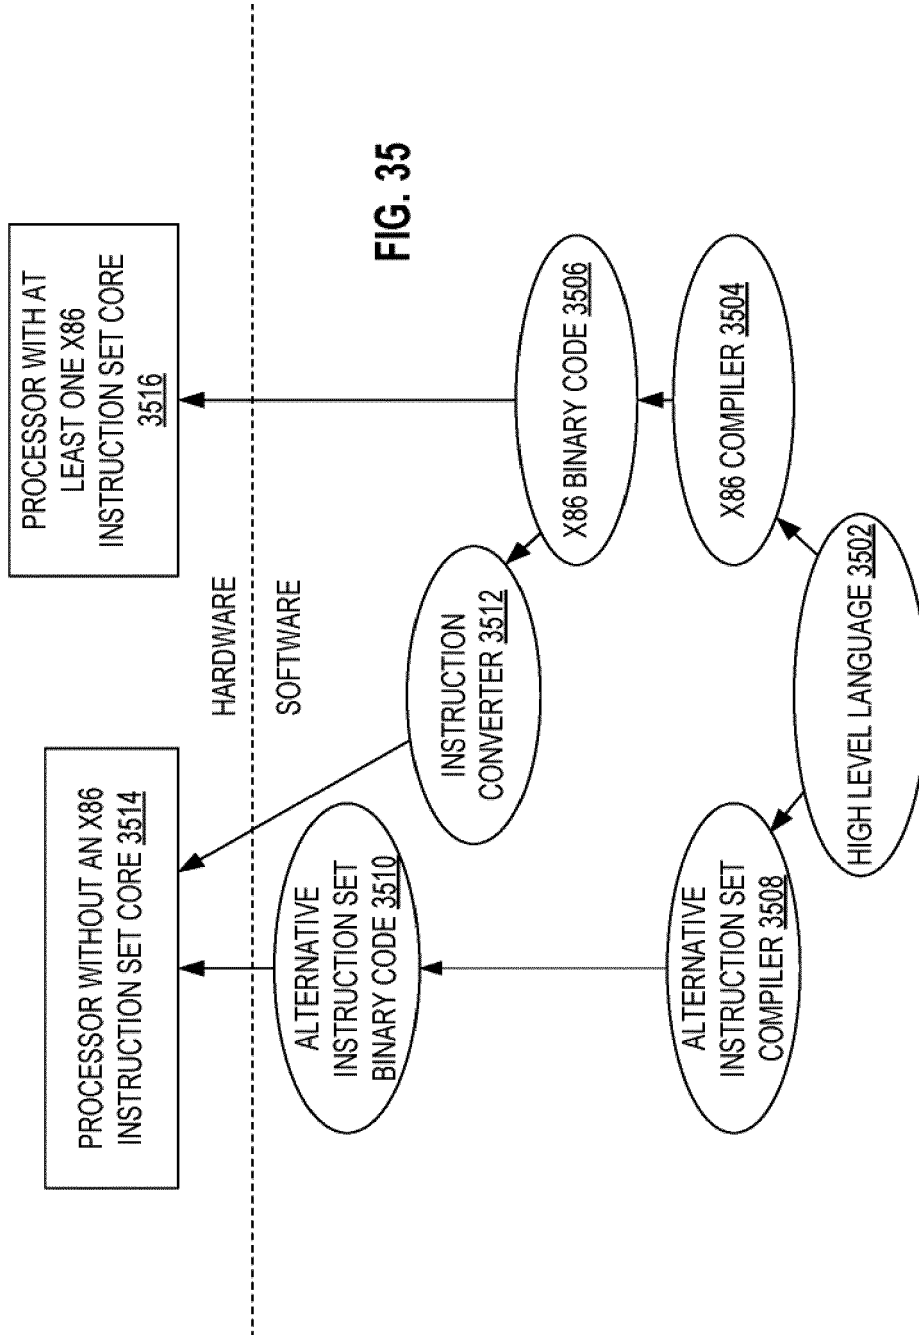 PROCESSOR WITHOUT AN X86
INSTRUCTION SET CORE 3514
PROCESSOR WITH AT
LEAST ONE X86
INSTRUCTION SET CORE
3516
HARDWARE
SOFTWARE
ALTERNATIVE
INSTRUCTION SET
BINARY CODE 3510
INSTRUCTION
CONVERTER 3512
FIG. 35
X86 BINARY CODE 3506
ALTERNATIVE
INSTRUCTION SET
COMPILER 3508
X86 COMPILER 3504
HIGH LEVEL LANGUAGE 3502